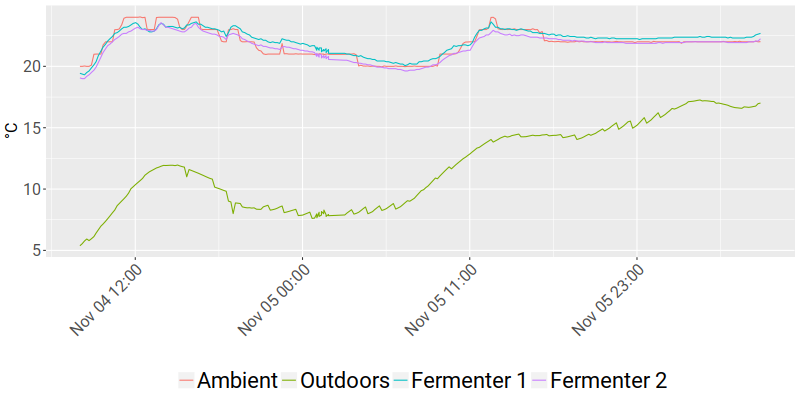 20
15
10
5
°C
Nov 04 12:00
Nov 05 00:00
Nov 05 11:00
Nov 05 23:00
Ambient Outdoors Fermenter 1 Fermenter 2